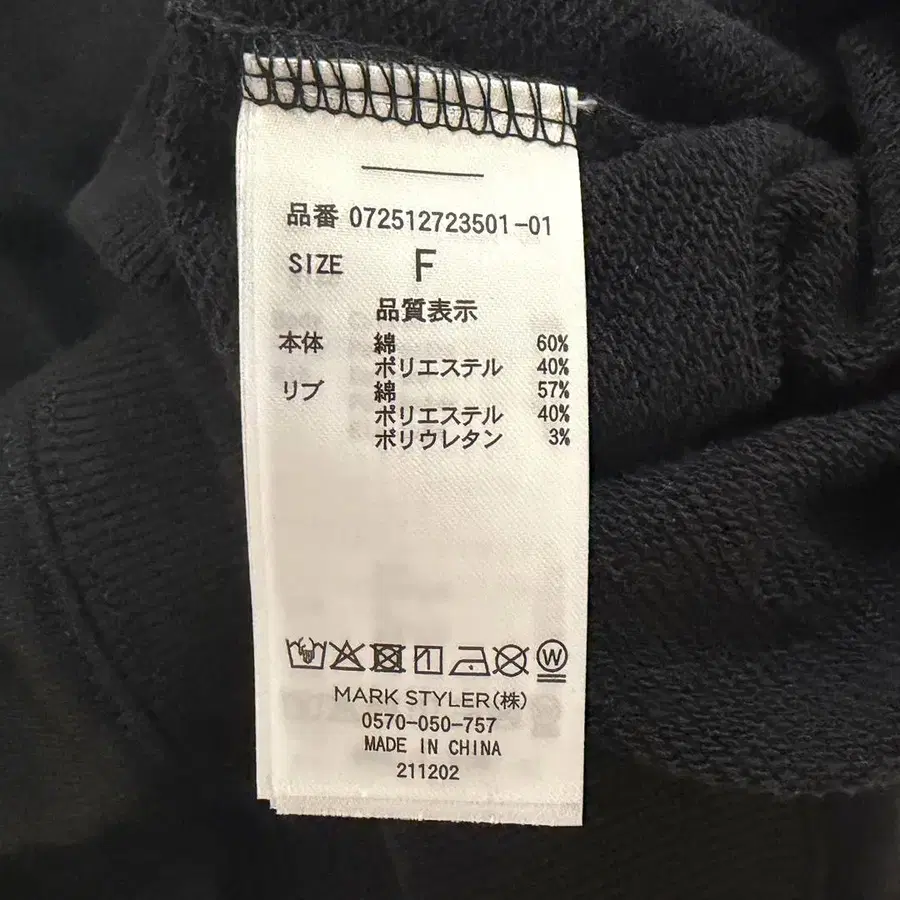 品番 072512723501-01
SIZE F
品質表示
本体 綿 60%
ポリエステル 40%
リブ 綿 57%
ポリエステル 40%
ポリウレタン 3%
W
MARK STYLER(株)
0570-050-757
MADE IN CHINA
211202